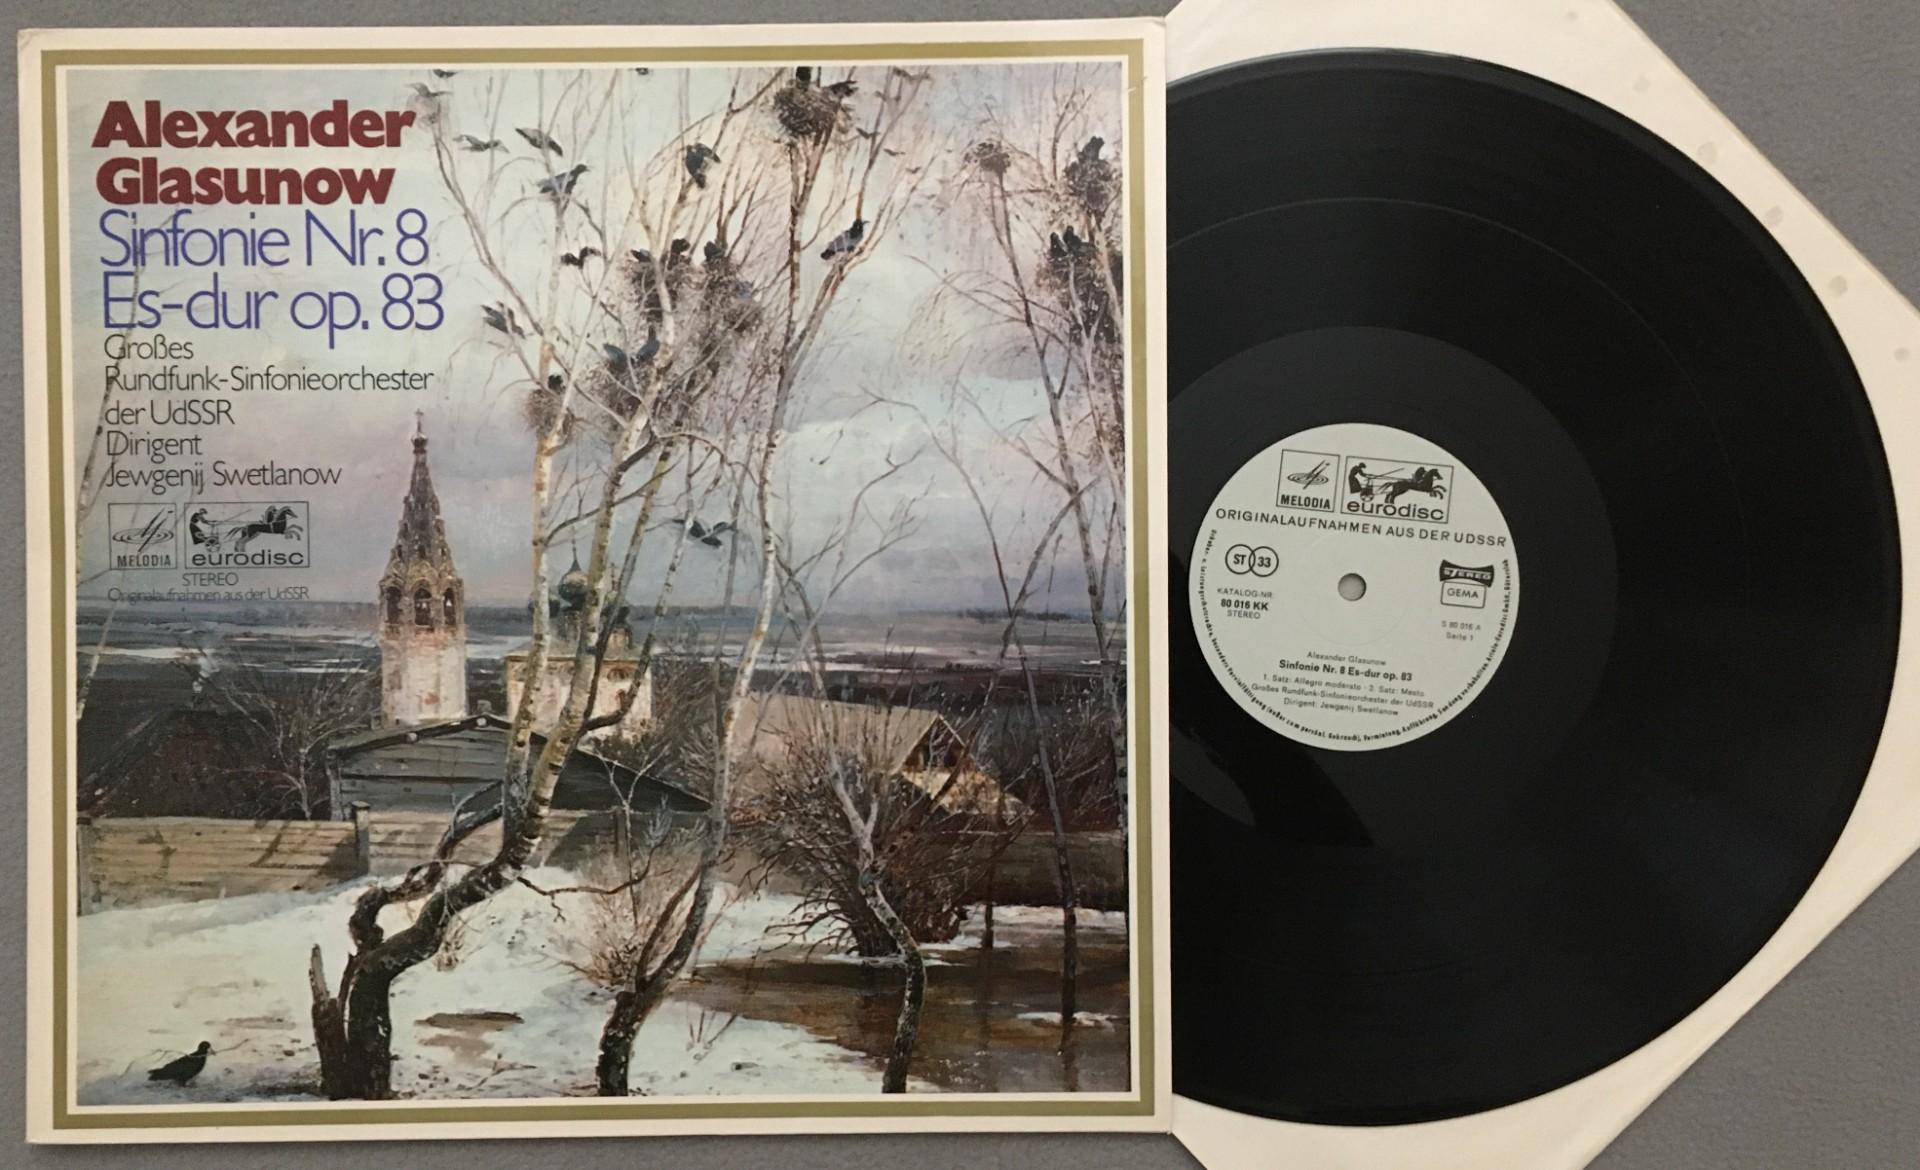 Alexander
Glasunow
Sinfonie Nr. 8
Es-dur op. 83
Großes
Rundfunk-Sinfonieorchester
der UdSSR
Dirigent
Jewgenij Swetlanow
MELODIA eurodisc
STEREO
Originalaufnahmen aus der UdSSR
MELODIA eurodisc
ORIGINALAUFNAHMEN AUS DER UDSSR
ST 33
STEREO
GEMA
KATALOG-NR.
80 016 KK
STEREO
S 80 016 A
Seite 1
Alexander Glasunow
Sinfonie Nr. 8 Es-dur op. 83
1. Satz: Allegro moderato · 2. Satz: Mesto
Großes Rundfunk-Sinfonieorchester der UdSSR
Dirigent: Jewgenij Swetlanow